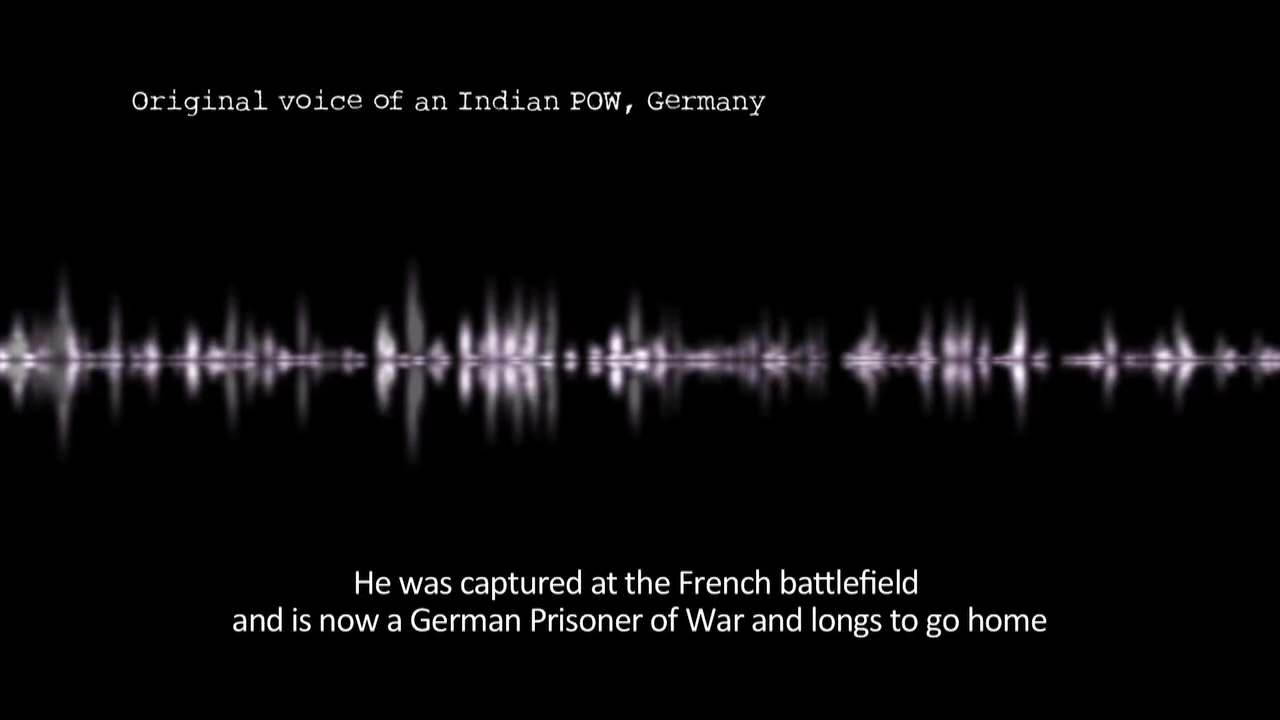 Original voice of an Indian POW, Germany
He was captured at the French battlefield
and is now a German Prisoner of War and longs to go home